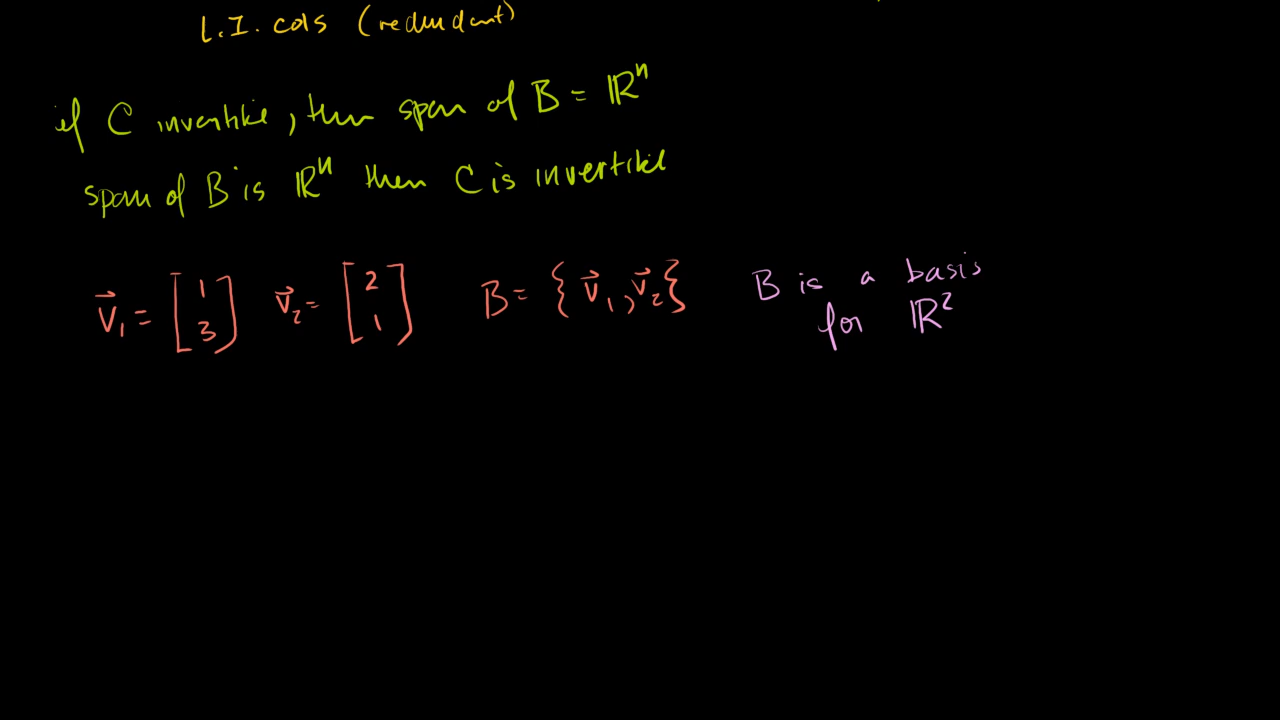 L.I. cols (redundant)
if C invertible, then span of B = ℝⁿ
span of B is ℝⁿ then C is invertible
v⃗₁ = [1 3] v⃗₂ = [2 1] B = {v⃗₁, v⃗₂} B is a basis
for ℝ²